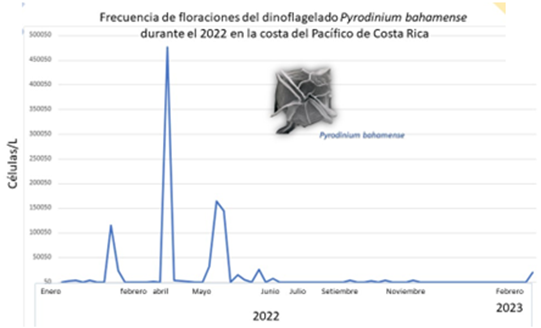 Frecuencia de floraciones del dinoflagelado Pyrodinium bahamense
durante el 2022 en la costa del Pacífico de Costa Rica
500050
450050
400050
350050
300050
250050
200050
150050
100050
50050
50
Células/L
Pyrodinium bahamense
Enero febrero abril Mayo Junio Julio Setiembre Noviembre Febrero
2022 2023